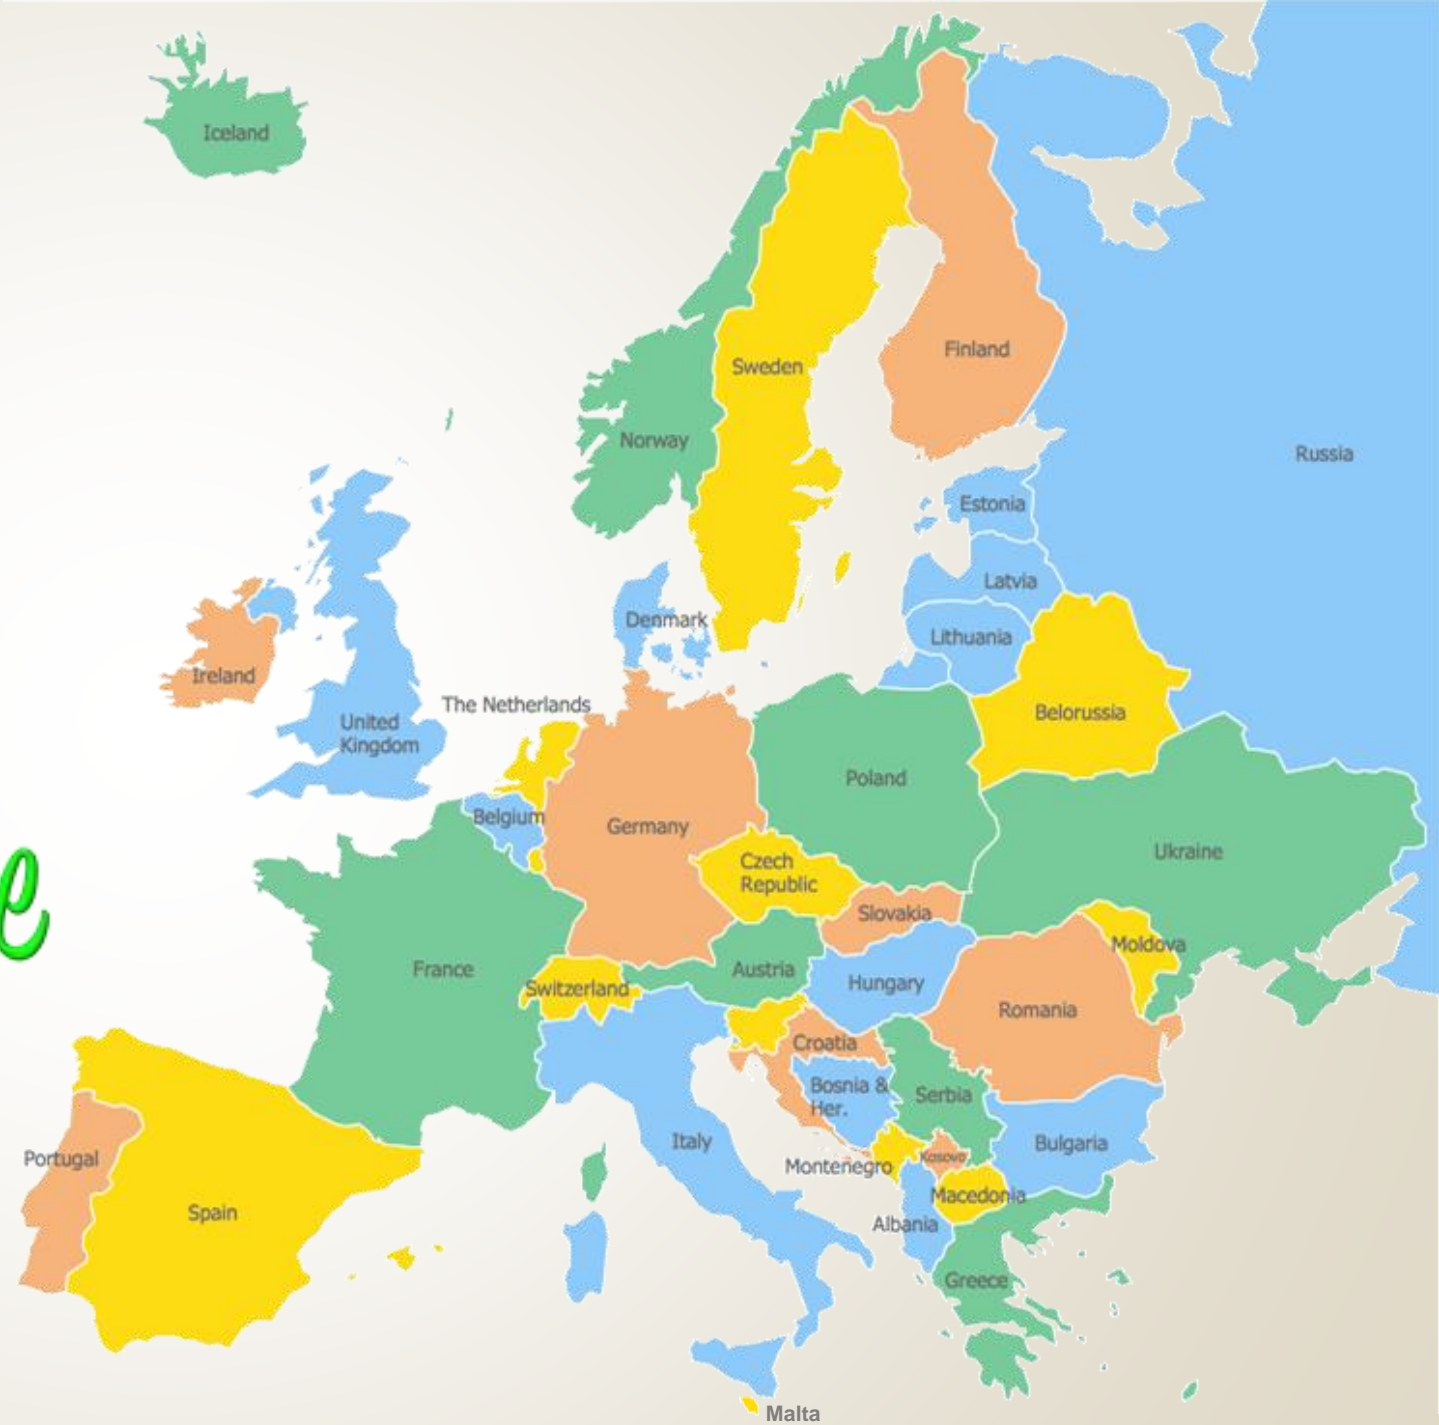 Iceland
Sweden
Finland
Norway
Russia
Estonia
Latvia
Denmark
Lithuania
Ireland
The Netherlands
Belorussia
United
Kingdom
Poland
Belgium
Germany
Ukraine
Czech
Republic
Slovakia
Moldova
France
Austria
Switzerland
Hungary
Romania
Croatia
Bosnia &
Her.
Serbia
Italy
Bulgaria
Portugal
Kosovo
Montenegro
Macedonia
Spain
Albania
Greece
Malta
e